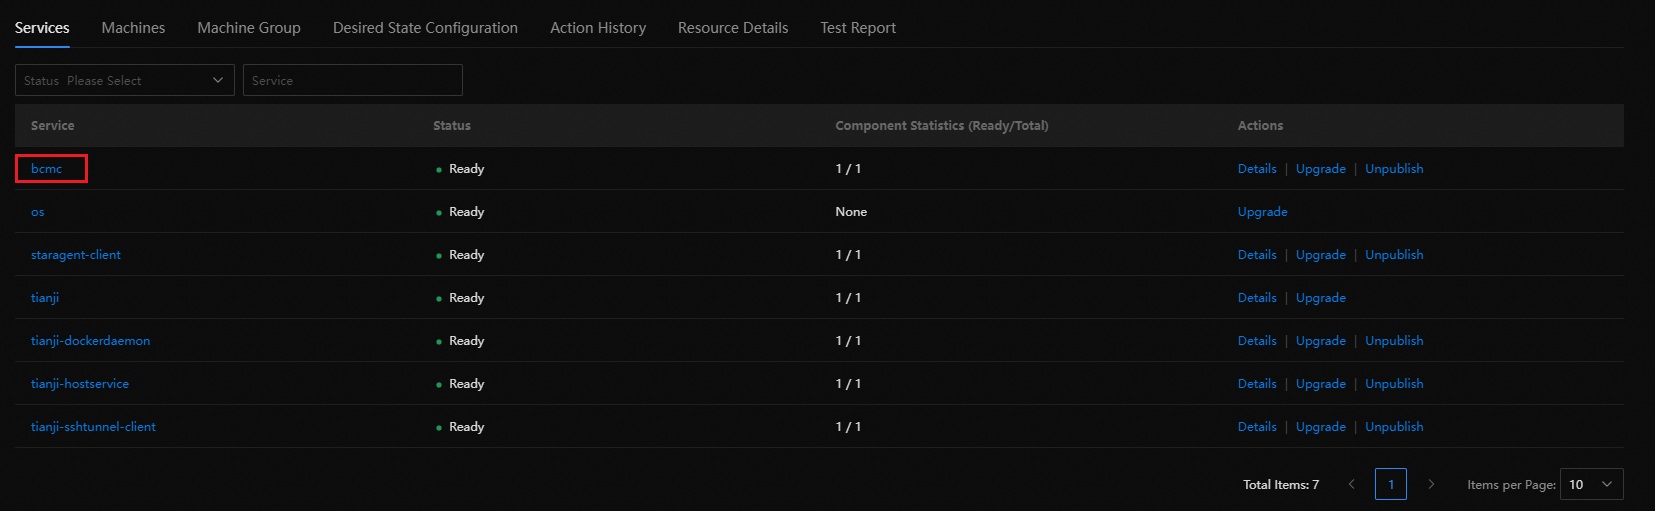 Services Machines Machine Group Desired State Configuration Action History Resource Details Test Report
Status Please Select Service
Service Status Component Statistics (Ready/Total) Actions
bcmc Ready 1 / 1 Details | Upgrade | Unpublish
os Ready None Upgrade
staragent-client Ready 1 / 1 Details | Upgrade | Unpublish
tianji Ready 1 / 1 Details | Upgrade
tianji-dockerdaemon Ready 1 / 1 Details | Upgrade | Unpublish
tianji-hostservice Ready 1 / 1 Details | Upgrade | Unpublish
tianji-sshtunnel-client Ready 1 / 1 Details | Upgrade | Unpublish
Total Items: 7 < 1 > Items per Page: 10